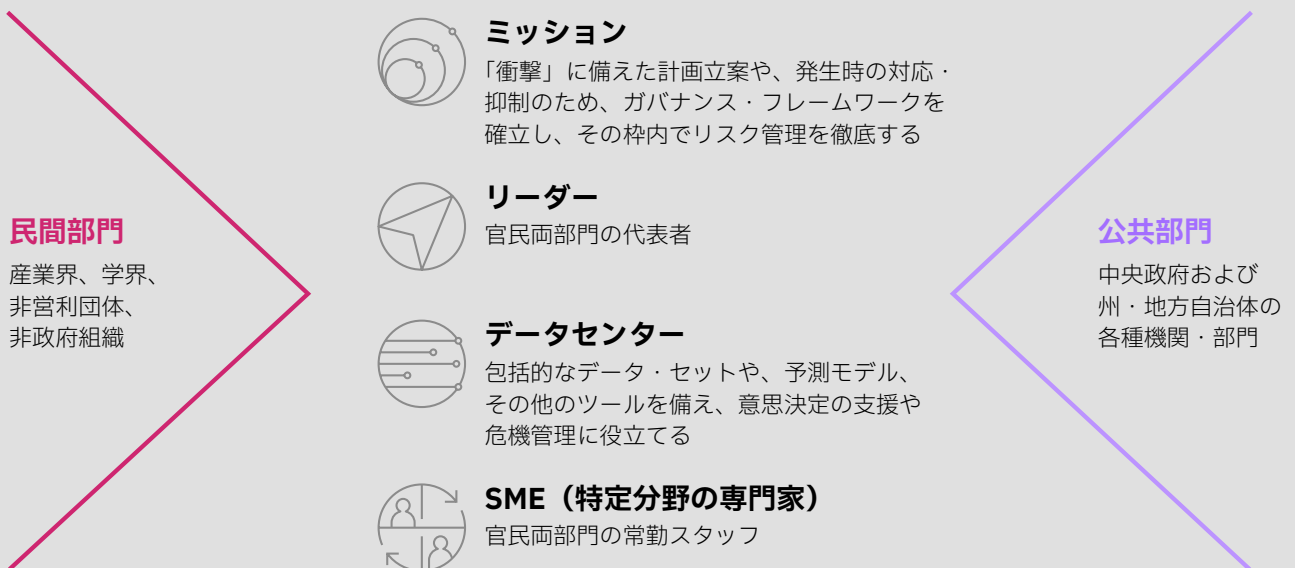 民間部門
産業界、学界、
非営利団体、
非政府組織
ミッション
「衝撃」に備えた計画立案や、発生時の対応・
抑制のため、ガバナンス・フレームワークを
確立し、その枠内でリスク管理を徹底する
リーダー
官民両部門の代表者
データセンター
包括的なデータ・セットや、予測モデル、
その他のツールを備え、意思決定の支援や
危機管理に役立てる
SME（特定分野の専門家）
官民両部門の常勤スタッフ
公共部門
中央政府および
州・地方自治体の
各種機関・部門